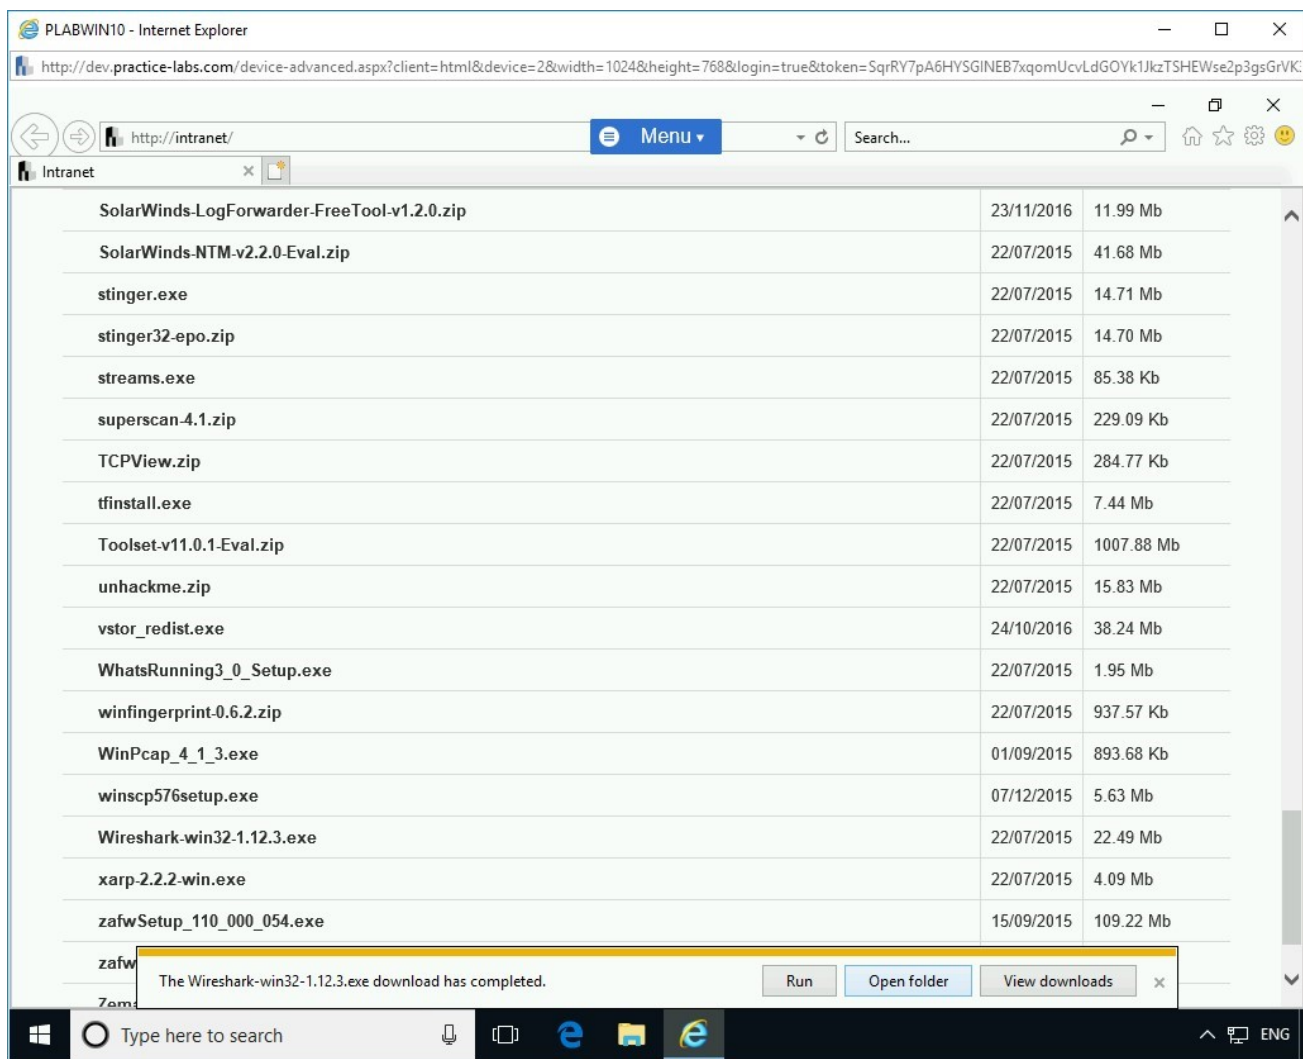 PLABWIN10 - Internet Explorer
http://dev.practice-labs.com/device-advanced.aspx?client=html&device=2&width=1024&height=768&login=true&token=SqrRY7pA6HYSGINEB7xqomUcvLdGOYk1JkzTSHEWse2p3gsGrVK
http://intranet/ Menu Search...
Intranet
SolarWinds-LogForwarder-FreeTool-v1.2.0.zip 23/11/2016 11.99 Mb
SolarWinds-NTM-v2.2.0-Eval.zip 22/07/2015 41.68 Mb
stinger.exe 22/07/2015 14.71 Mb
stinger32-epo.zip 22/07/2015 14.70 Mb
streams.exe 22/07/2015 85.38 Kb
superscan-4.1.zip 22/07/2015 229.09 Kb
TCPView.zip 22/07/2015 284.77 Kb
tfinstall.exe 22/07/2015 7.44 Mb
Toolset-v11.0.1-Eval.zip 22/07/2015 1007.88 Mb
unhackme.zip 22/07/2015 15.83 Mb
vstor_redist.exe 24/10/2016 38.24 Mb
WhatsRunning3_0_Setup.exe 22/07/2015 1.95 Mb
winfingerprint-0.6.2.zip 22/07/2015 937.57 Kb
WinPcap_4_1_3.exe 01/09/2015 893.68 Kb
winscp576setup.exe 07/12/2015 5.63 Mb
Wireshark-win32-1.12.3.exe 22/07/2015 22.49 Mb
xarp-2.2.2-win.exe 22/07/2015 4.09 Mb
zafwSetup_110_000_054.exe 15/09/2015 109.22 Mb
zafw
The Wireshark-win32-1.12.3.exe download has completed. Run Open folder View downloads
Zema
Type here to search ENG